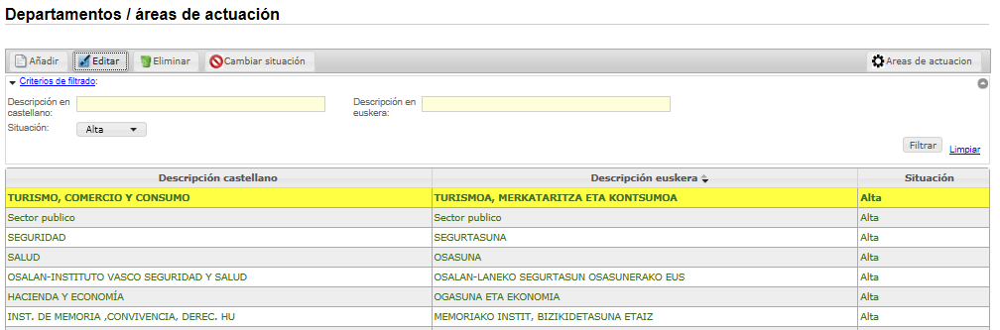 Departamentos / áreas de actuación
Añadir Editar Eliminar Cambiar situación Areas de actuacion
Criterios de filtrado:
Descripción en castellano: Descripción en euskera:
Situación: Alta
Filtrar Limpiar
Descripción castellano Descripción euskera Situación
TURISMO, COMERCIO Y CONSUMO TURISMOA, MERKATARITZA ETA KONTSUMOA Alta
Sector publico Sector publico Alta
SEGURIDAD SEGURTASUNA Alta
SALUD OSASUNA Alta
OSALAN-INSTITUTO VASCO SEGURIDAD Y SALUD OSALAN-LANEKO SEGURTASUN OSASUNERAKO EUS Alta
HACIENDA Y ECONOMÍA OGASUNA ETA EKONOMIA Alta
INST. DE MEMORIA ,CONVIVENCIA, DEREC. HU MEMORIAKO INSTIT, BIZIKIDETASUNA ETAIZ Alta